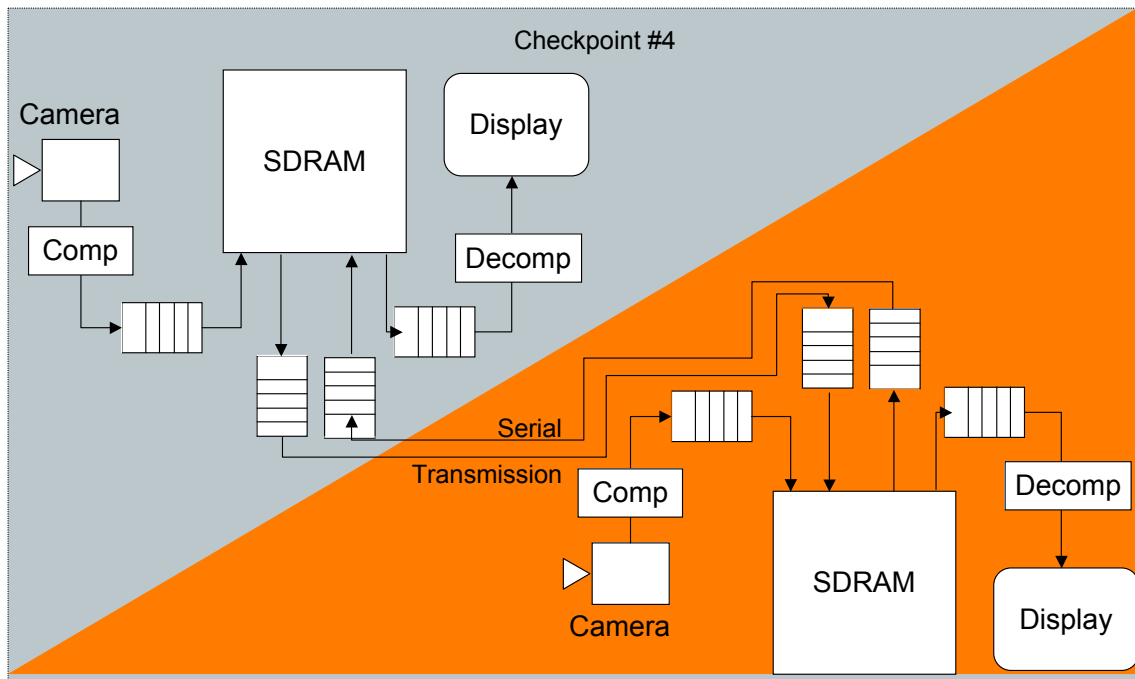 Checkpoint #4
Camera
SDRAM
Display
Comp
Decomp
Serial
Transmission
Comp
Decomp
SDRAM
Camera
Display